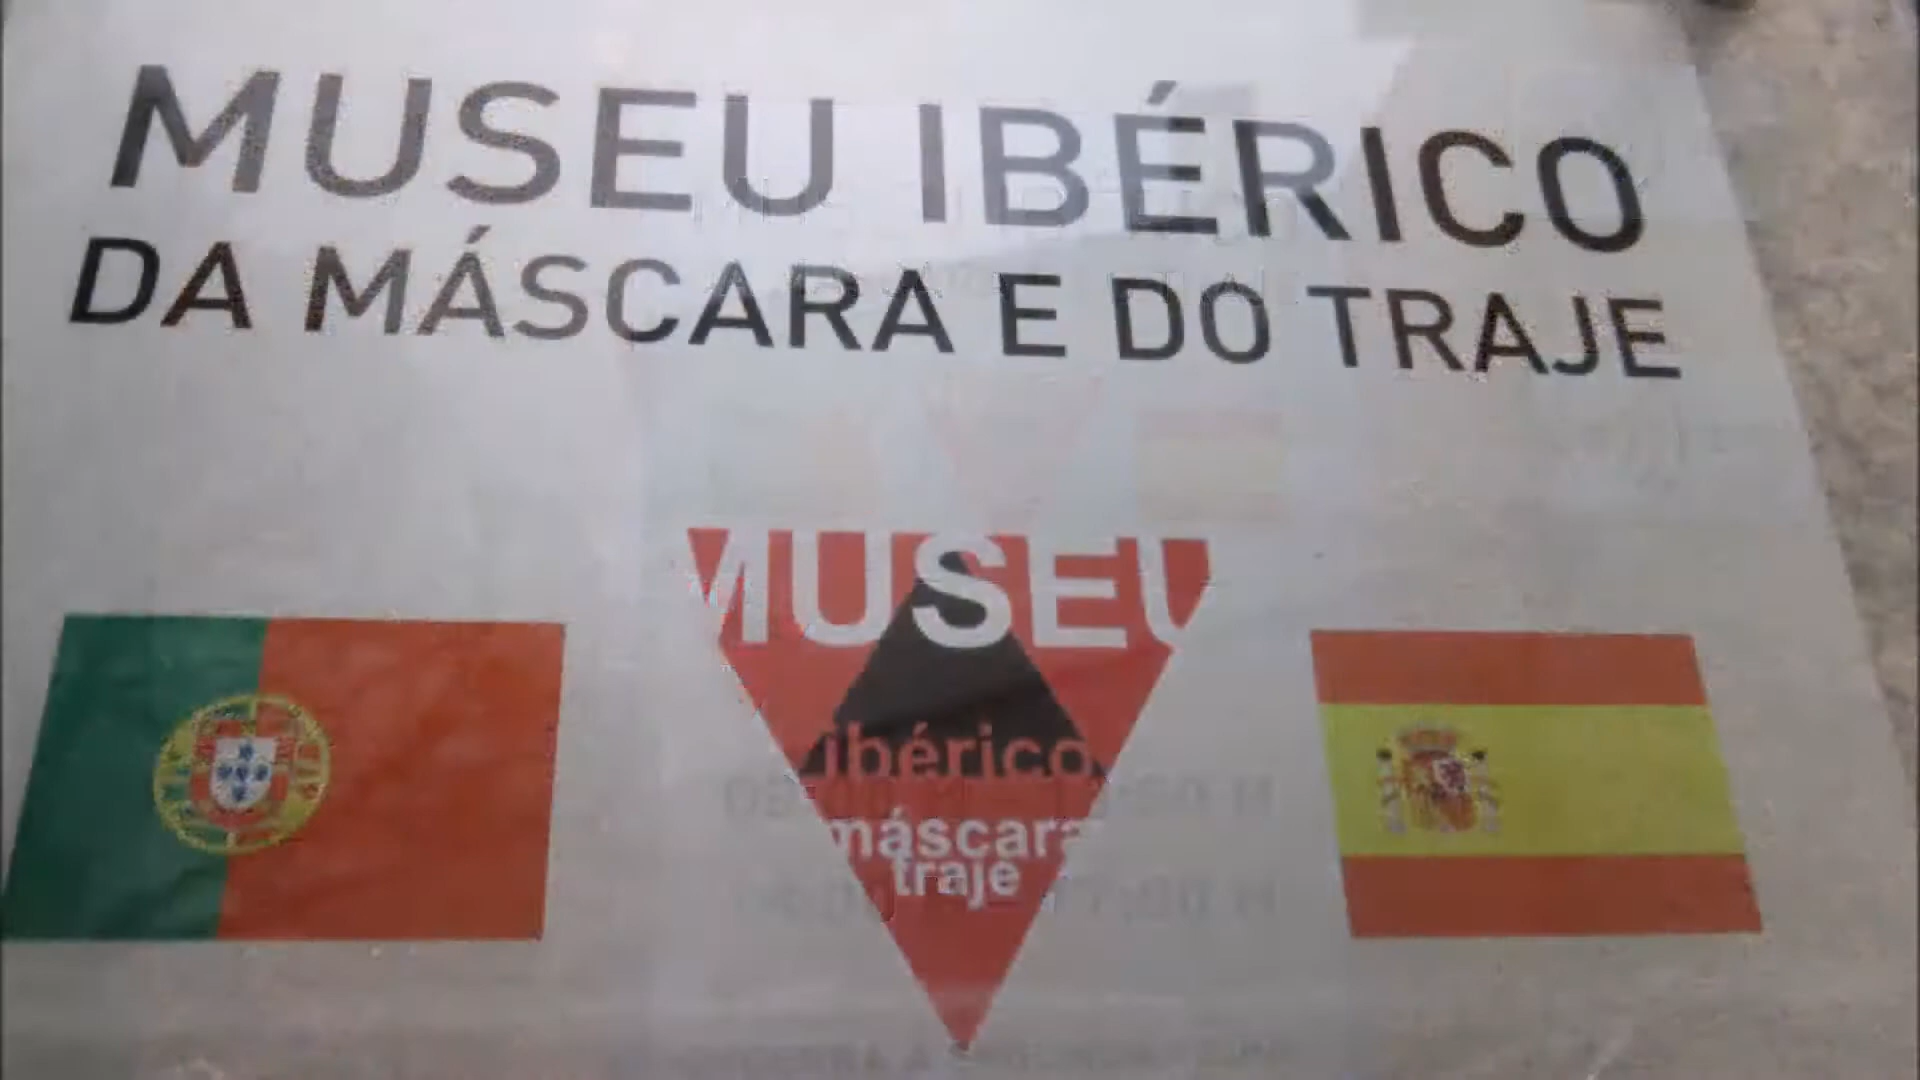 MUSEU IBÉRICO
DA MÁSCARA E DO TRAJE
MUSEU
ibérico
máscara
traje